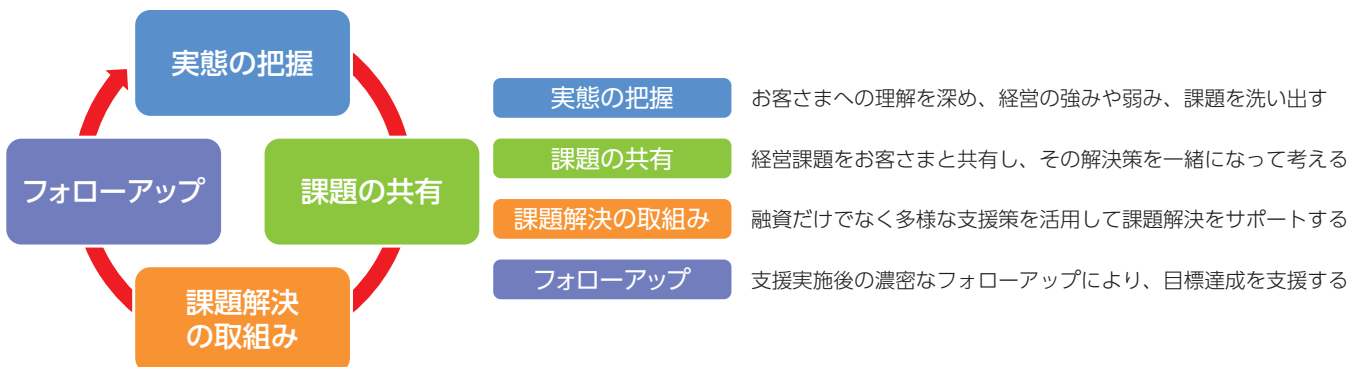 実態の把握
フォローアップ
課題の共有
課題解決
の取組み
実態の把握 お客さまへの理解を深め、経営の強みや弱み、課題を洗い出す
課題の共有 経営課題をお客さまと共有し、その解決策を一緒になって考える
課題解決の取組み 融資だけでなく多様な支援策を活用して課題解決をサポートする
フォローアップ 支援実施後の濃密なフォローアップにより、目標達成を支援する